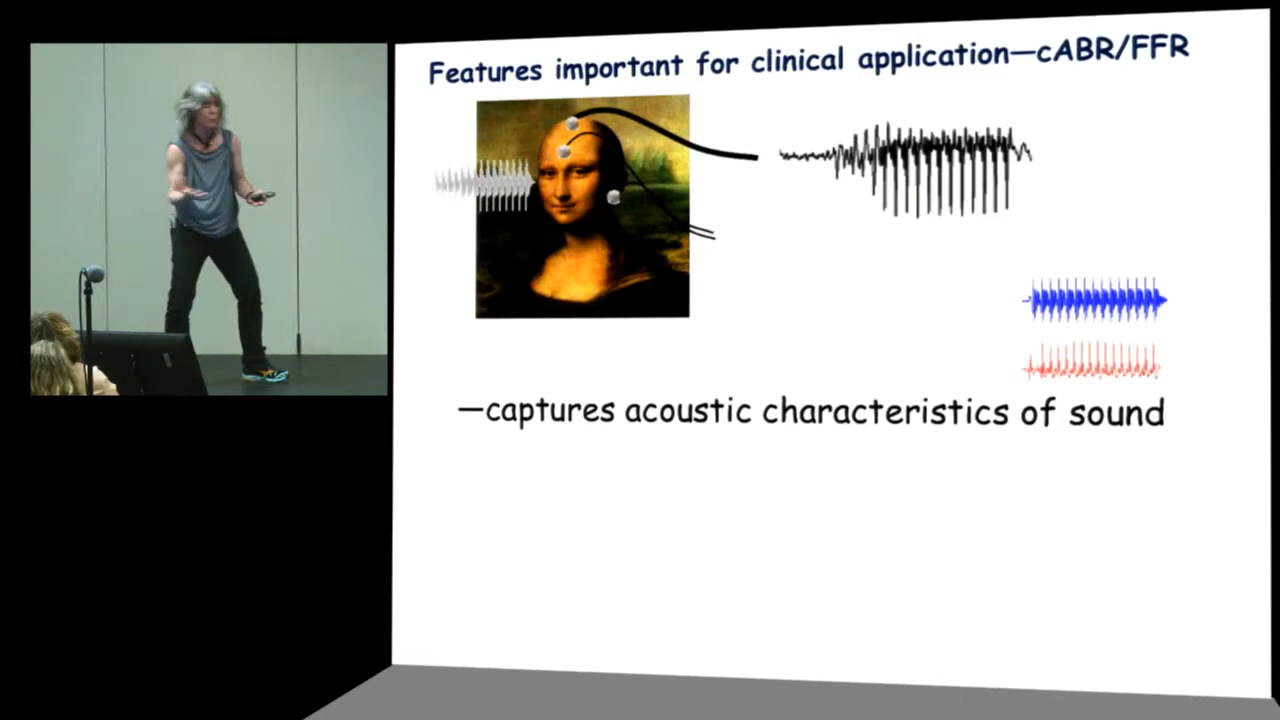 Features important for clinical application—cABR/FFR
—captures acoustic characteristics of sound